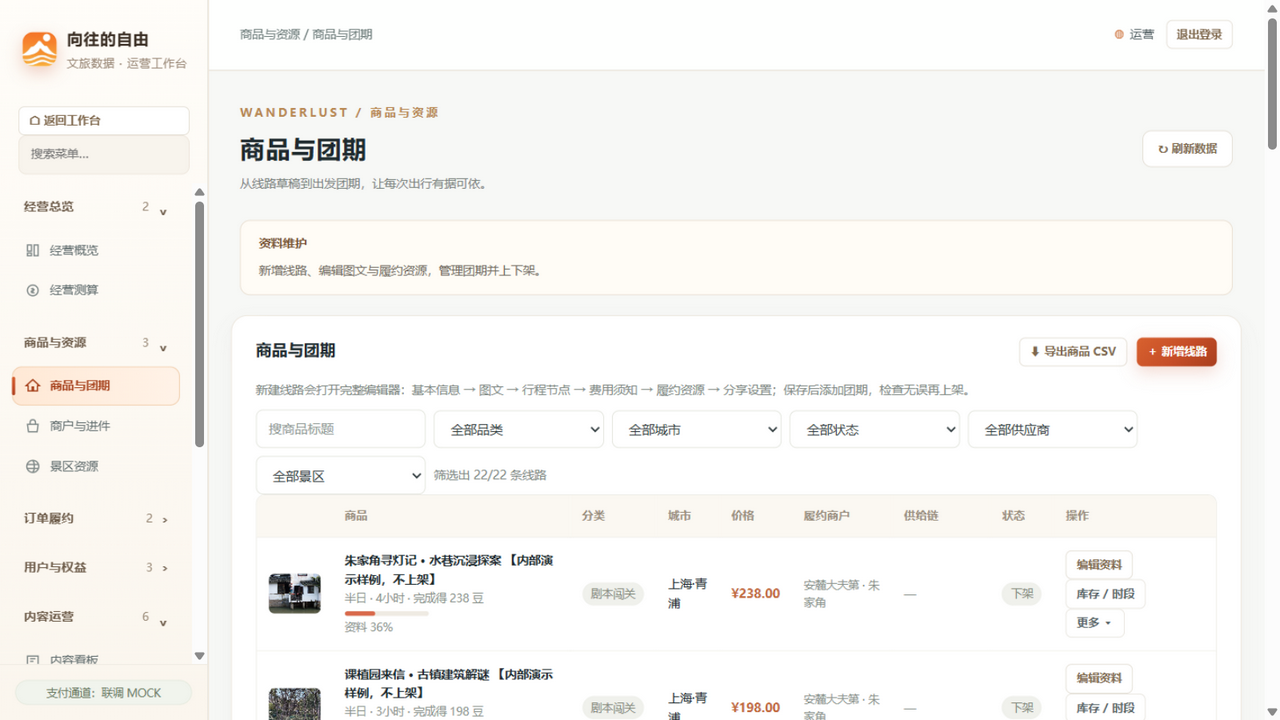 向往的自由
文旅数据 · 运营工作台
返回工作台
搜索菜单...
经营总览 2
经营概览
经营测算
商品与资源 3
商品与团期
商户与进件
景区资源
订单履约 2
用户与权益 3
内容运营 6
内容看板
支付通道：联调 MOCK
商品与资源 / 商品与团期
运营
退出登录
WANDERLUST / 商品与资源
商品与团期
从线路草稿到出发团期，让每次出行有据可依。
↻ 刷新数据
资料维护
新增线路、编辑图文与履约资源，管理团期并上下架。
商品与团期
⬇ 导出商品 CSV
+ 新增线路
新建线路会打开完整编辑器：基本信息 → 图文 → 行程节点 → 费用须知 → 履约资源 → 分享设置；保存后添加团期，检查无误再上架。
搜商品标题
全部品类
全部城市
全部状态
全部供应商
全部景区
筛选出 22/22 条线路
商品 分类 城市 价格 履约商户 供给链 状态 操作
朱家角寻灯记 • 水巷沉浸探案 【内部演
示样例，不上架】
半日 · 4小时 · 完成得 238 豆
资料 36%
剧本闯关
上海·青
浦
¥238.00
安麓大夫第 · 朱
家角
—
下架
编辑资料
库存 / 时段
更多
课植园来信 • 古镇建筑解谜 【内部演示
样例，不上架】
半日 · 3小时 · 完成得 198 豆
剧本闯关
上海·青
浦
¥198.00
安麓大夫第 · 朱
家角
—
下架
编辑资料
库存 / 时段